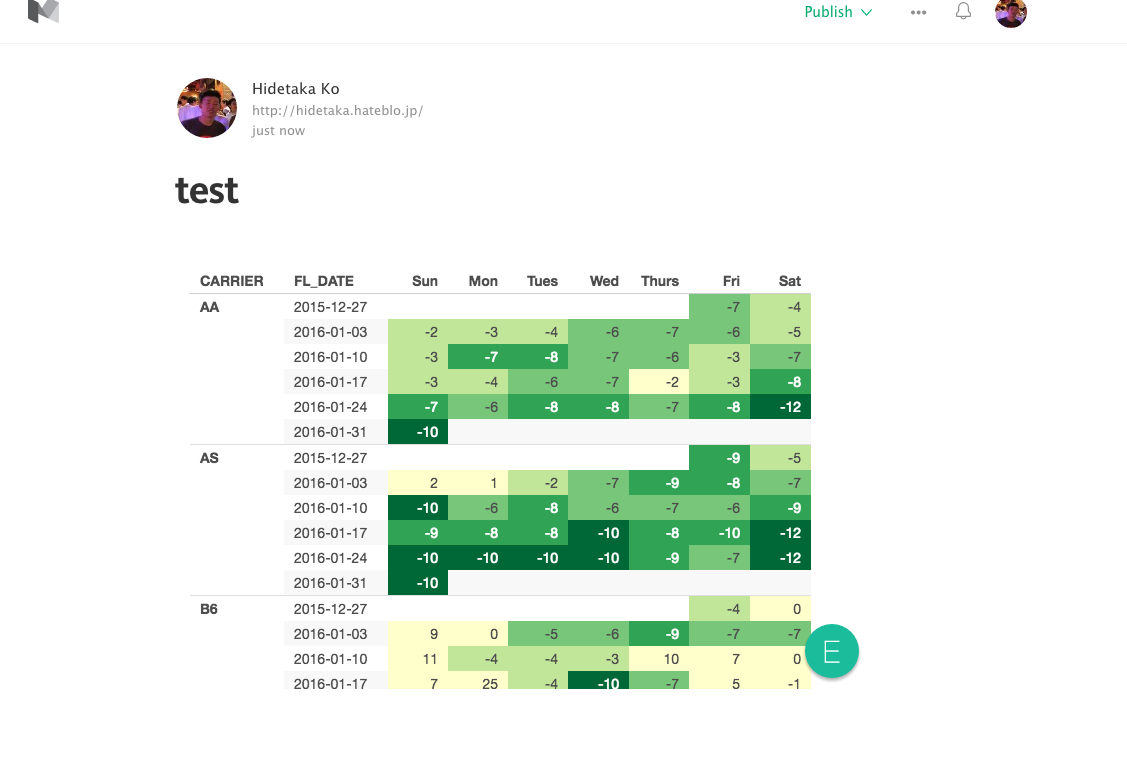 Publish
Hidetaka Ko
http://hidetaka.hateblo.jp/
just now
test
CARRIER FL_DATE Sun Mon Tues Wed Thurs Fri Sat
AA 2015-12-27 -7 -4
2016-01-03 -2 -3 -4 -6 -7 -6 -5
2016-01-10 -3 -7 -8 -7 -6 -3 -7
2016-01-17 -3 -4 -6 -7 -2 -3 -8
2016-01-24 -7 -6 -8 -8 -7 -8 -12
2016-01-31 -10
AS 2015-12-27 -9 -5
2016-01-03 2 1 -2 -7 -9 -8 -7
2016-01-10 -10 -6 -8 -6 -7 -6 -9
2016-01-17 -9 -8 -8 -10 -8 -10 -12
2016-01-24 -10 -10 -10 -10 -9 -7 -12
2016-01-31 -10
B6 2015-12-27 -4 0
2016-01-03 9 0 -5 -6 -9 -7 -7
2016-01-10 11 -4 -4 -3 10 7 0
2016-01-17 7 25 -4 -10 -7 5 -1
E